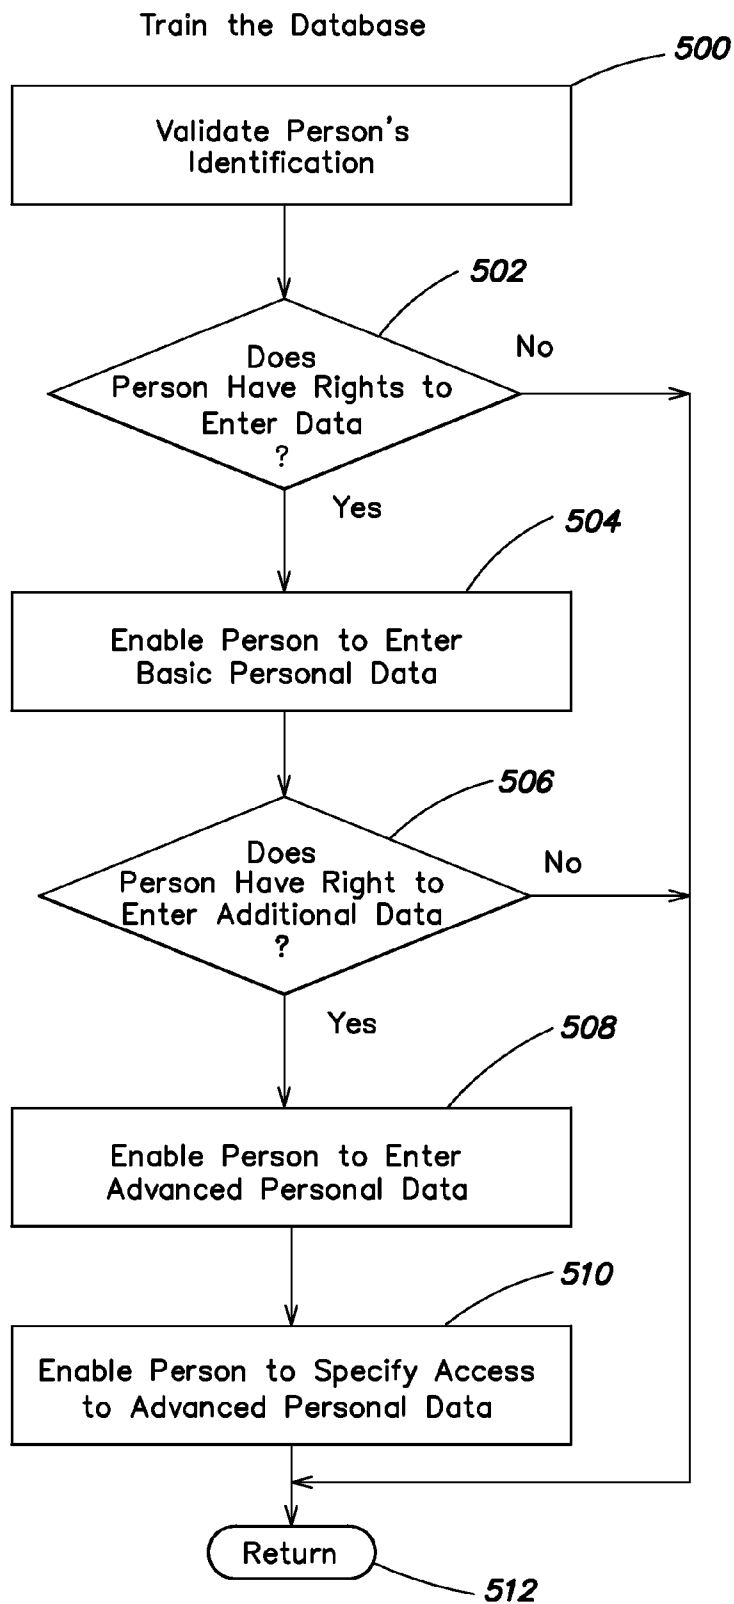 Train the Database
500
Validate Person's
Identification
502
Does
Person Have Rights to
Enter Data
?
No
Yes
504
Enable Person to Enter
Basic Personal Data
506
Does
Person Have Right to
Enter Additional Data
?
No
Yes
508
Enable Person to Enter
Advanced Personal Data
510
Enable Person to Specify Access
to Advanced Personal Data
Return
512